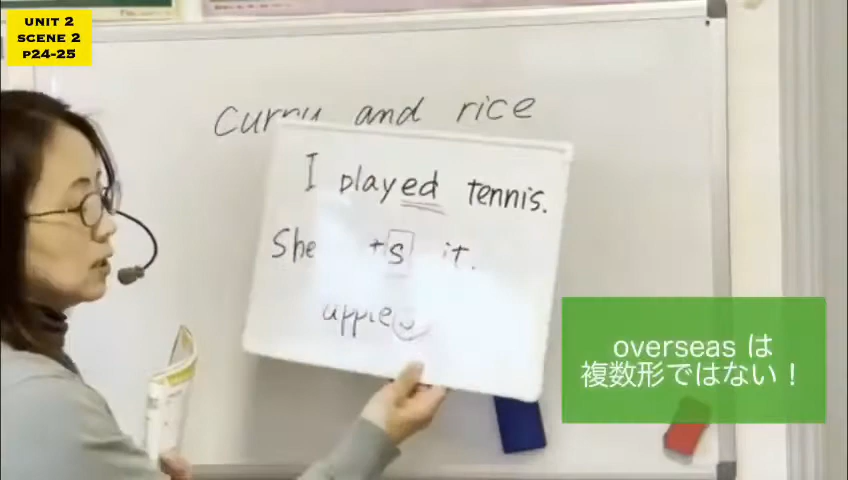 UNIT 2
SCENE 2
P24-25
curry and rice
I played tennis.
She +s it.
apples
overseas は
複数形ではない！